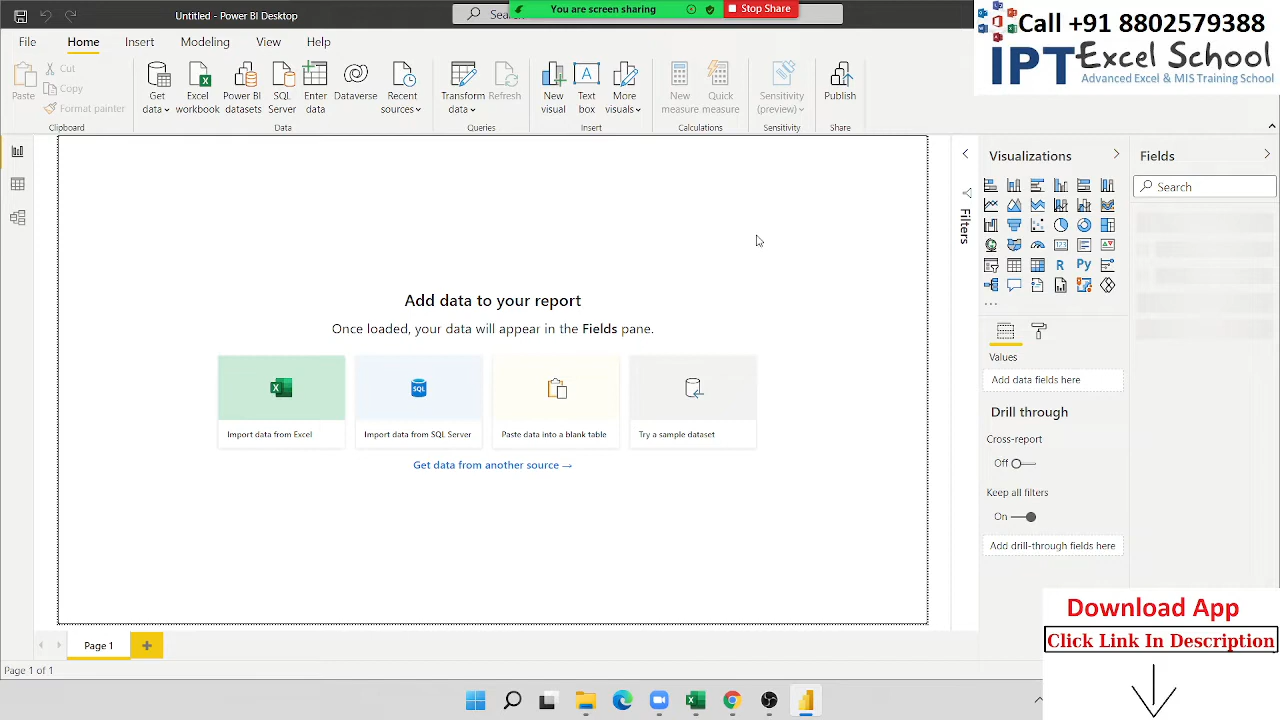 Untitled - Power BI Desktop
You are screen sharing
Stop Share
Call +91 8802579388
IPT Excel School
Advanced Excel & MIS Training School
File
Home
Insert
Modeling
View
Help
Paste
Cut
Copy
Format painter
Clipboard
Get data
Excel workbook
Power BI datasets
SQL Server
Enter data
Dataverse
Recent sources
Data
Transform data
Refresh
Queries
New visual
Text box
More visuals
Insert
New measure
Quick measure
Calculations
Sensitivity (preview)
Sensitivity
Publish
Share
Filters
Visualizations
Fields
Search
R
Py
123
Values
Add data fields here
Drill through
Cross-report
Off
Keep all filters
On
Add drill-through fields here
Add data to your report
Once loaded, your data will appear in the Fields pane.
SQL
Import data from Excel
Import data from SQL Server
Paste data into a blank table
Try a sample dataset
Get data from another source →
Page 1
Page 1 of 1
Download App
Click Link In Description